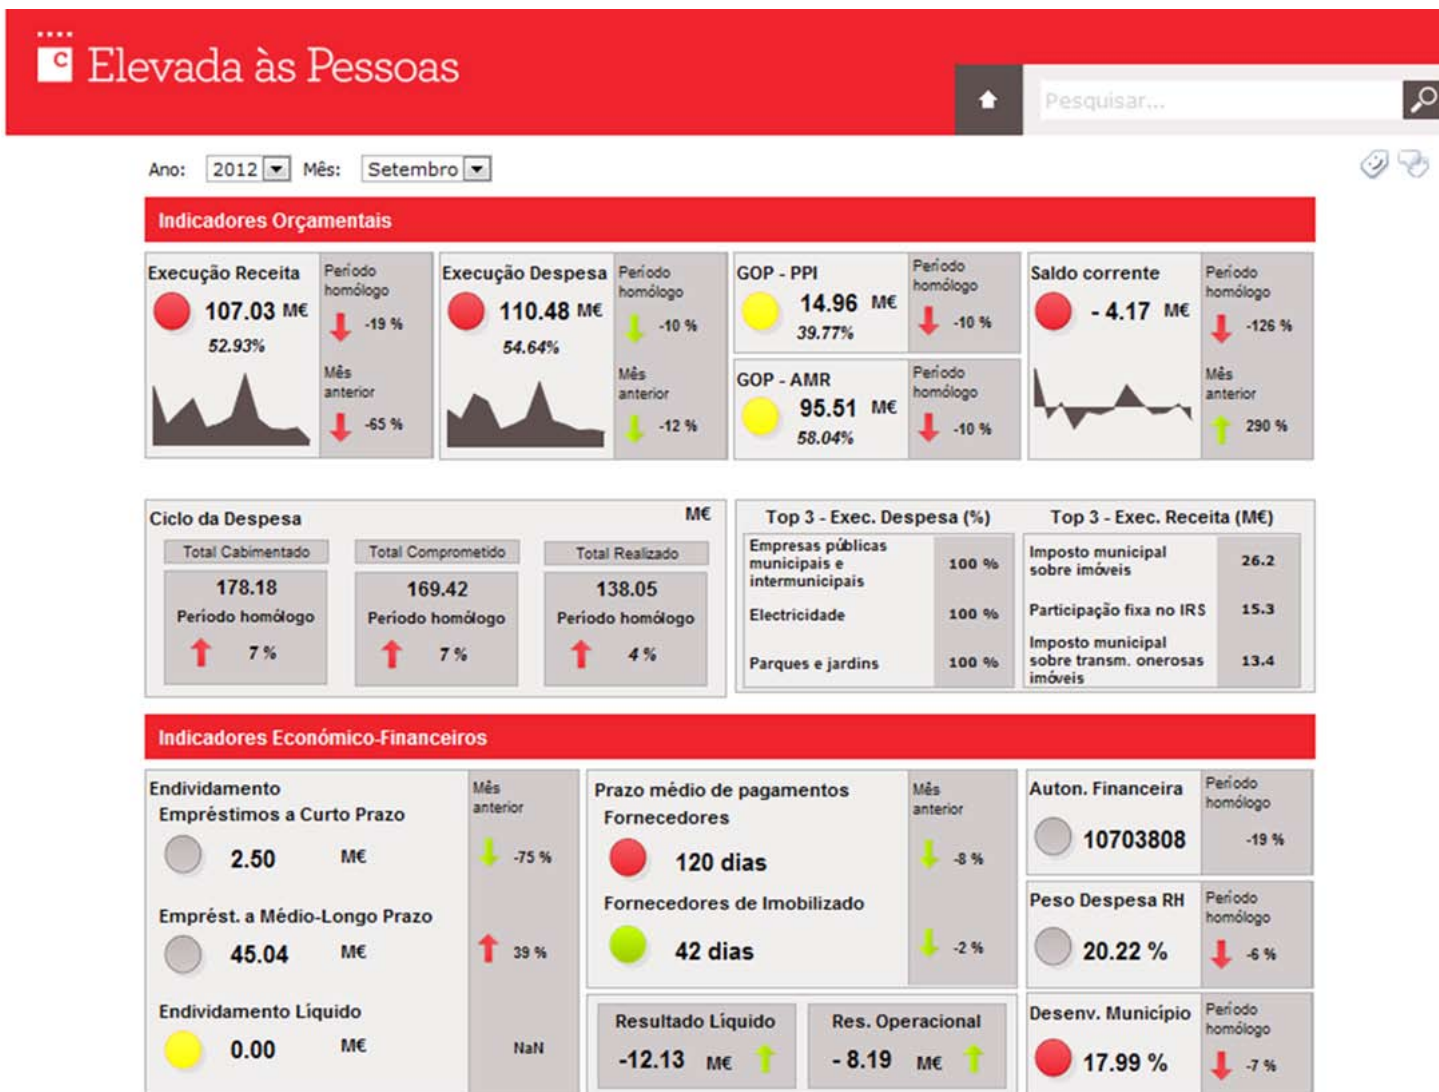 C Elevada às Pessoas
Pesquisar...
Ano: 2012 Mês: Setembro
Indicadores Orçamentais
Execução Receita
107.03 M€
52.93%
Período
homólogo
-19 %
Mês
anterior
-65 %
Execução Despesa
110.48 M€
54.64%
Período
homólogo
-10 %
Mês
anterior
-12 %
GOP - PPI
14.96 M€
39.77%
Período
homólogo
-10 %
GOP - AMR
95.51 M€
58.04%
Período
homólogo
-10 %
Saldo corrente
- 4.17 M€
Período
homólogo
-126 %
Mês
anterior
290 %
Ciclo da Despesa M€
Total Cabimentado
178.18
Período homólogo
7 %
Total Comprometido
169.42
Período homólogo
7 %
Total Realizado
138.05
Período homólogo
4 %
Top 3 - Exec. Despesa (%)
Empresas públicas
municipais e
intermunicipais
100 %
Electricidade 100 %
Parques e jardins 100 %
Top 3 - Exec. Receita (M€)
Imposto municipal
sobre imóveis
26.2
Participação fixa no IRS 15.3
Imposto municipal
sobre transm. onerosas
imóveis
13.4
Indicadores Económico-Financeiros
Endividamento
Mês
anterior
Empréstimos a Curto Prazo
2.50 M€ -75 %
Emprést. a Médio-Longo Prazo
45.04 M€ 39 %
Endividamento Líquido
0.00 M€ NaN
Prazo médio de pagamentos
Mês
anterior
Fornecedores
120 dias -8 %
Fornecedores de Imobilizado
42 dias -2 %
Resultado Líquido
-12.13 M€
Res. Operacional
- 8.19 M€
Auton. Financeira
10703808
Período
homólogo
-19 %
Peso Despesa RH
20.22 %
Período
homólogo
-6 %
Desenv. Município
17.99 %
Período
homólogo
-7 %